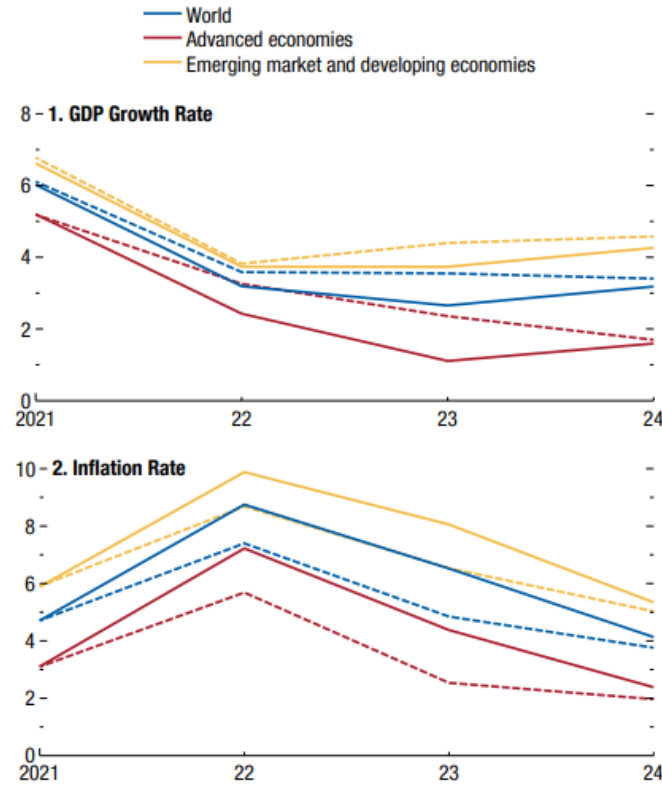 World
Advanced economies
Emerging market and developing economies
8
1. GDP Growth Rate
6
4
2
0
2021 22 23 24
10
2. Inflation Rate
8
6
4
2
0
2021 22 23 24